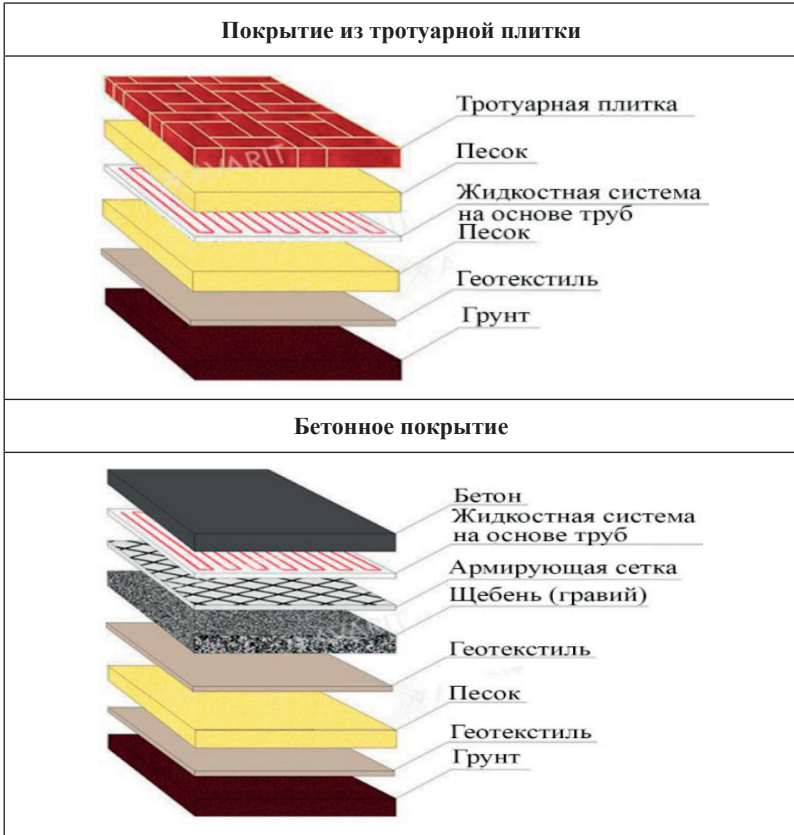 Покрытие из тротуарной плитки
Тротуарная плитка
Песок
Жидкостная система
на основе труб
Песок
Геотекстиль
Грунт
Бетонное покрытие
Бетон
Жидкостная система
на основе труб
Армирующая сетка
Щебень (гравий)
Геотекстиль
Песок
Геотекстиль
Грунт